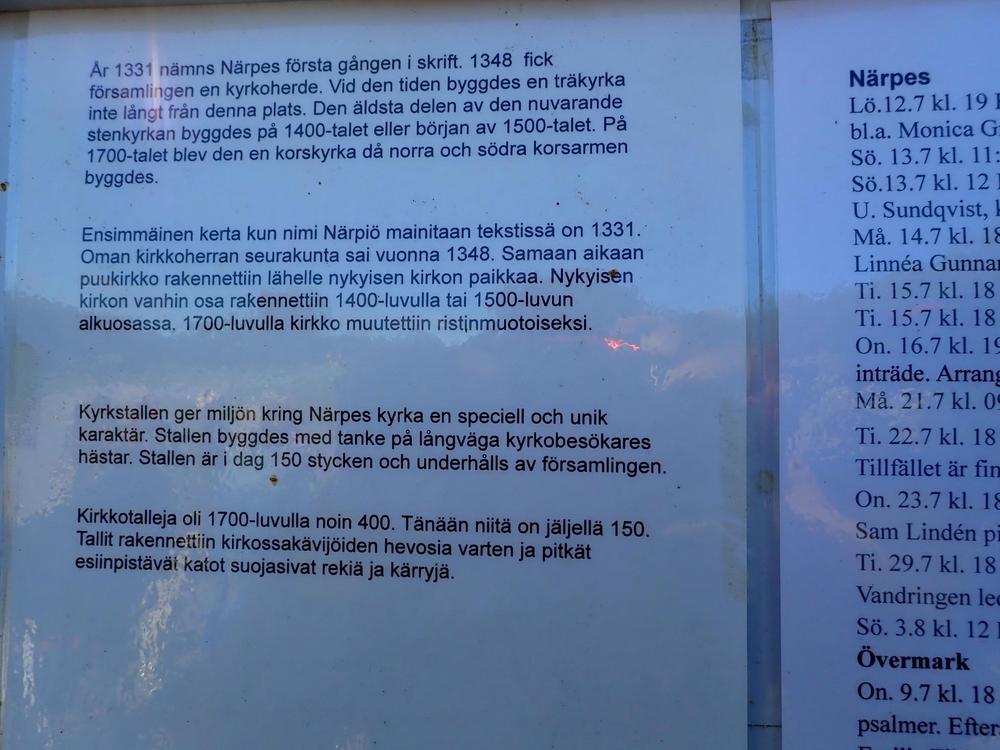 År 1331 nämns Närpes första gången i skrift. 1348 fick
församlingen en kyrkoherde. Vid den tiden byggdes en träkyrka
inte långt från denna plats. Den äldsta delen av den nuvarande
stenkyrkan byggdes på 1400-talet eller början av 1500-talet. På
1700-talet blev den en korskyrka då norra och södra korsarmen
byggdes.
Ensimmäinen kerta kun nimi Närpiö mainitaan tekstissä on 1331.
Oman kirkkoherran seurakunta sai vuonna 1348. Samaan aikaan
puukirkko rakennettiin lähelle nykyisen kirkon paikkaa. Nykyisen
kirkon vanhin osa rakennettiin 1400-luvulla tai 1500-luvun
alkuosassa. 1700-luvulla kirkko muutettiin ristinmuotoiseksi.
Kyrkstallen ger miljön kring Närpes kyrka en speciell och unik
karaktär. Stallen byggdes med tanke på långväga kyrkobesökares
hästar. Stallen är i dag 150 stycken och underhålls av församlingen.
Kirkkotalleja oli 1700-luvulla noin 400. Tänään niitä on jäljellä 150.
Tallit rakennettiin kirkossakävijöiden hevosia varten ja pitkät
esiinpistävät katot suojasivat rekiä ja kärryjä.
Närpes
Lö.12.7 kl. 19
bl.a. Monica
Sö. 13.7 kl. 11:
Sö.13.7 kl. 12
U. Sundqvist,
Må. 14.7 kl. 18
Linnéa
Ti. 15.7 kl. 18
Ti. 15.7 kl. 18
On. 16.7 kl. 19
inträde.
Må. 21.7 kl.
Ti. 22.7 kl. 18
Tillfället är
On. 23.7 kl. 18
Sam Lindén
Ti. 29.7 kl. 18
Vandringen
Sö. 3.8 kl. 12
Övermark
On. 9.7 kl. 18
psalmer.